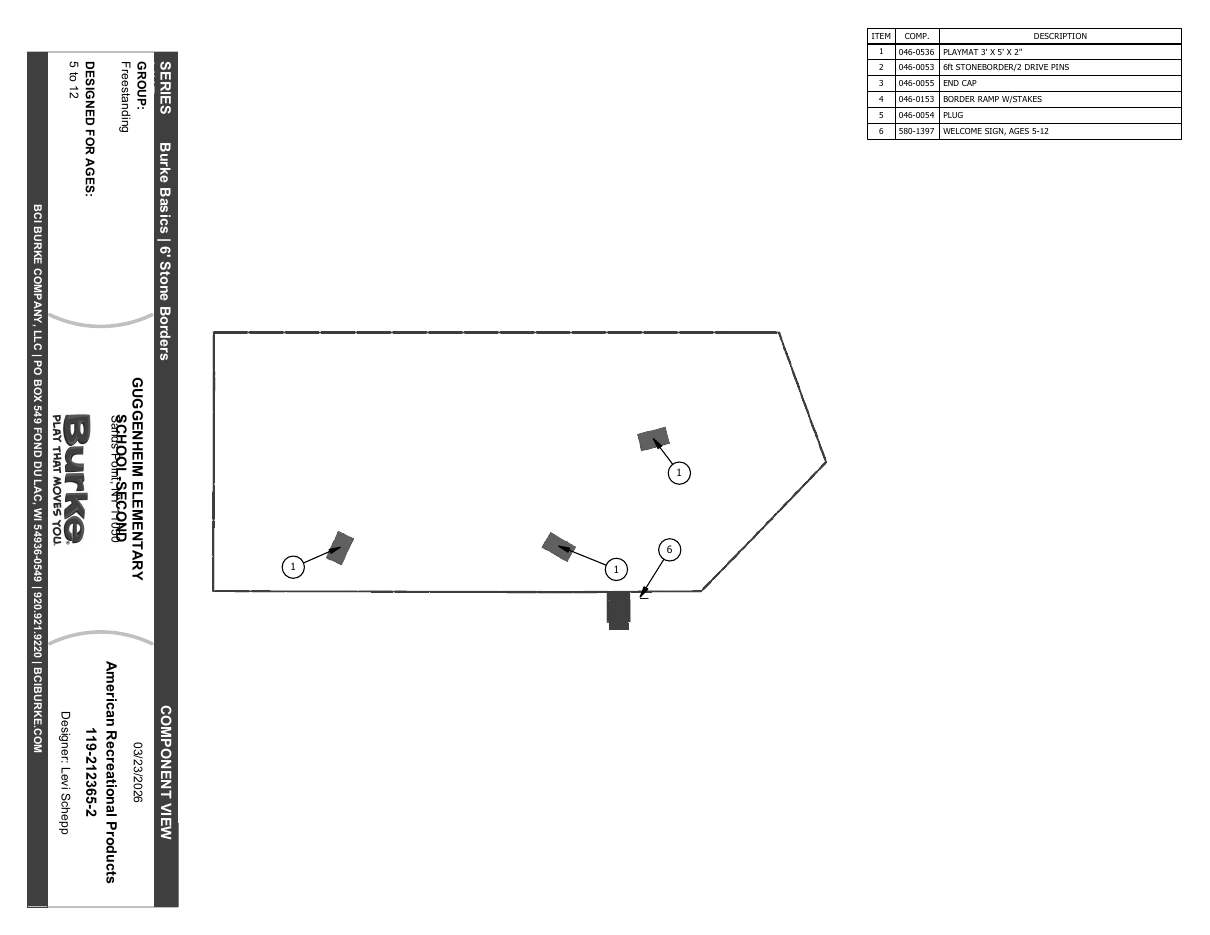 ITEM COMP. DESCRIPTION
1 046-0536 PLAYMAT 3' X 5' X 2"
2 046-0053 6ft STONEBORDER/2 DRIVE PINS
3 046-0055 END CAP
4 046-0153 BORDER RAMP W/STAKES
5 046-0054 PLUG
6 580-1397 WELCOME SIGN, AGES 5-12
SERIES Burke Basics | 6' Stone Borders COMPONENT VIEW
GROUP:
Freestanding
DESIGNED FOR AGES:
5 to 12
GUGGENHEIM ELEMENTARY
SCHOOL-SECOND
Sands Point, NY 11050
Burke
PLAY THAT MOVES YOU.
03/23/2026
American Recreational Products
119-212365-2
Designer: Levi Schepp
BCI BURKE COMPANY, LLC | PO BOX 549 FOND DU LAC, WI 54936-0549 | 920.921.9220 | BCIBURKE.COM
1
1
1
6